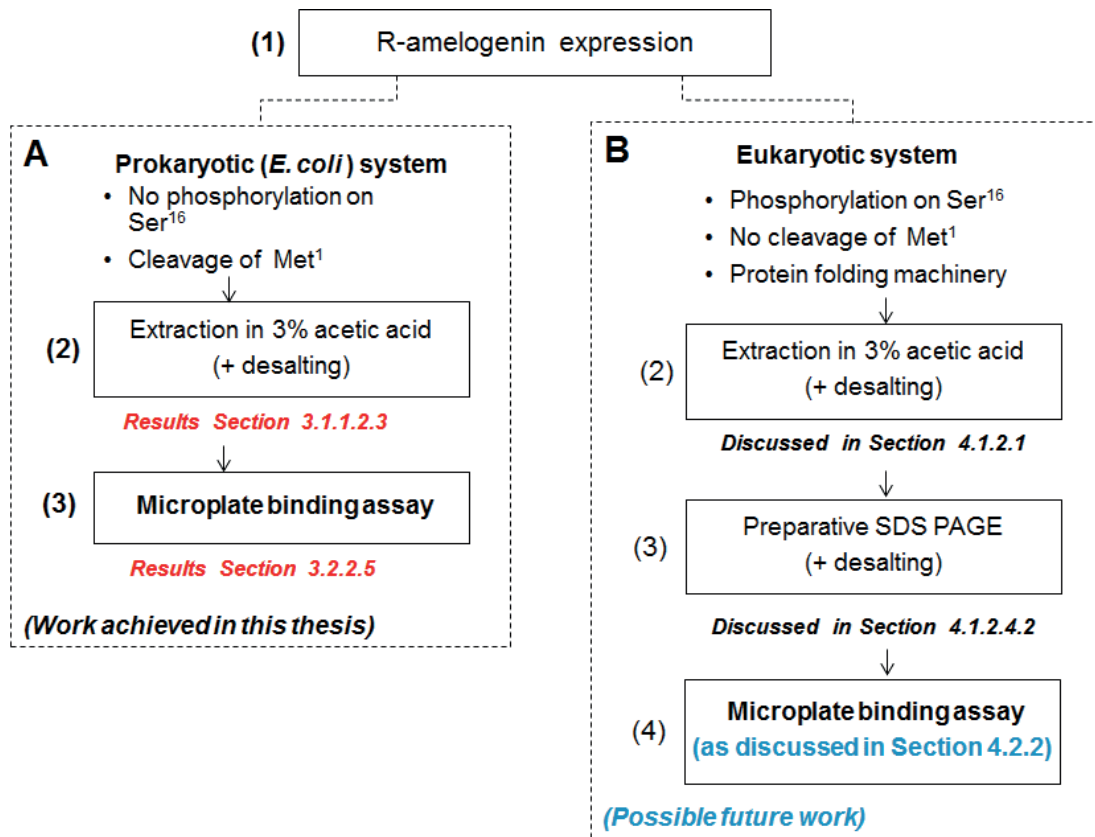 (1) R-amelogenin expression
A
Prokaryotic (E. coli) system
• No phosphorylation on
Ser¹⁶
• Cleavage of Met¹
(2) Extraction in 3% acetic acid
(+ desalting)
Results Section 3.1.1.2.3
(3) Microplate binding assay
Results Section 3.2.2.5
(Work achieved in this thesis)
B
Eukaryotic system
• Phosphorylation on Ser¹⁶
• No cleavage of Met¹
• Protein folding machinery
(2) Extraction in 3% acetic acid
(+ desalting)
Discussed in Section 4.1.2.1
(3) Preparative SDS PAGE
(+ desalting)
Discussed in Section 4.1.2.4.2
(4) Microplate binding assay
(as discussed in Section 4.2.2)
(Possible future work)